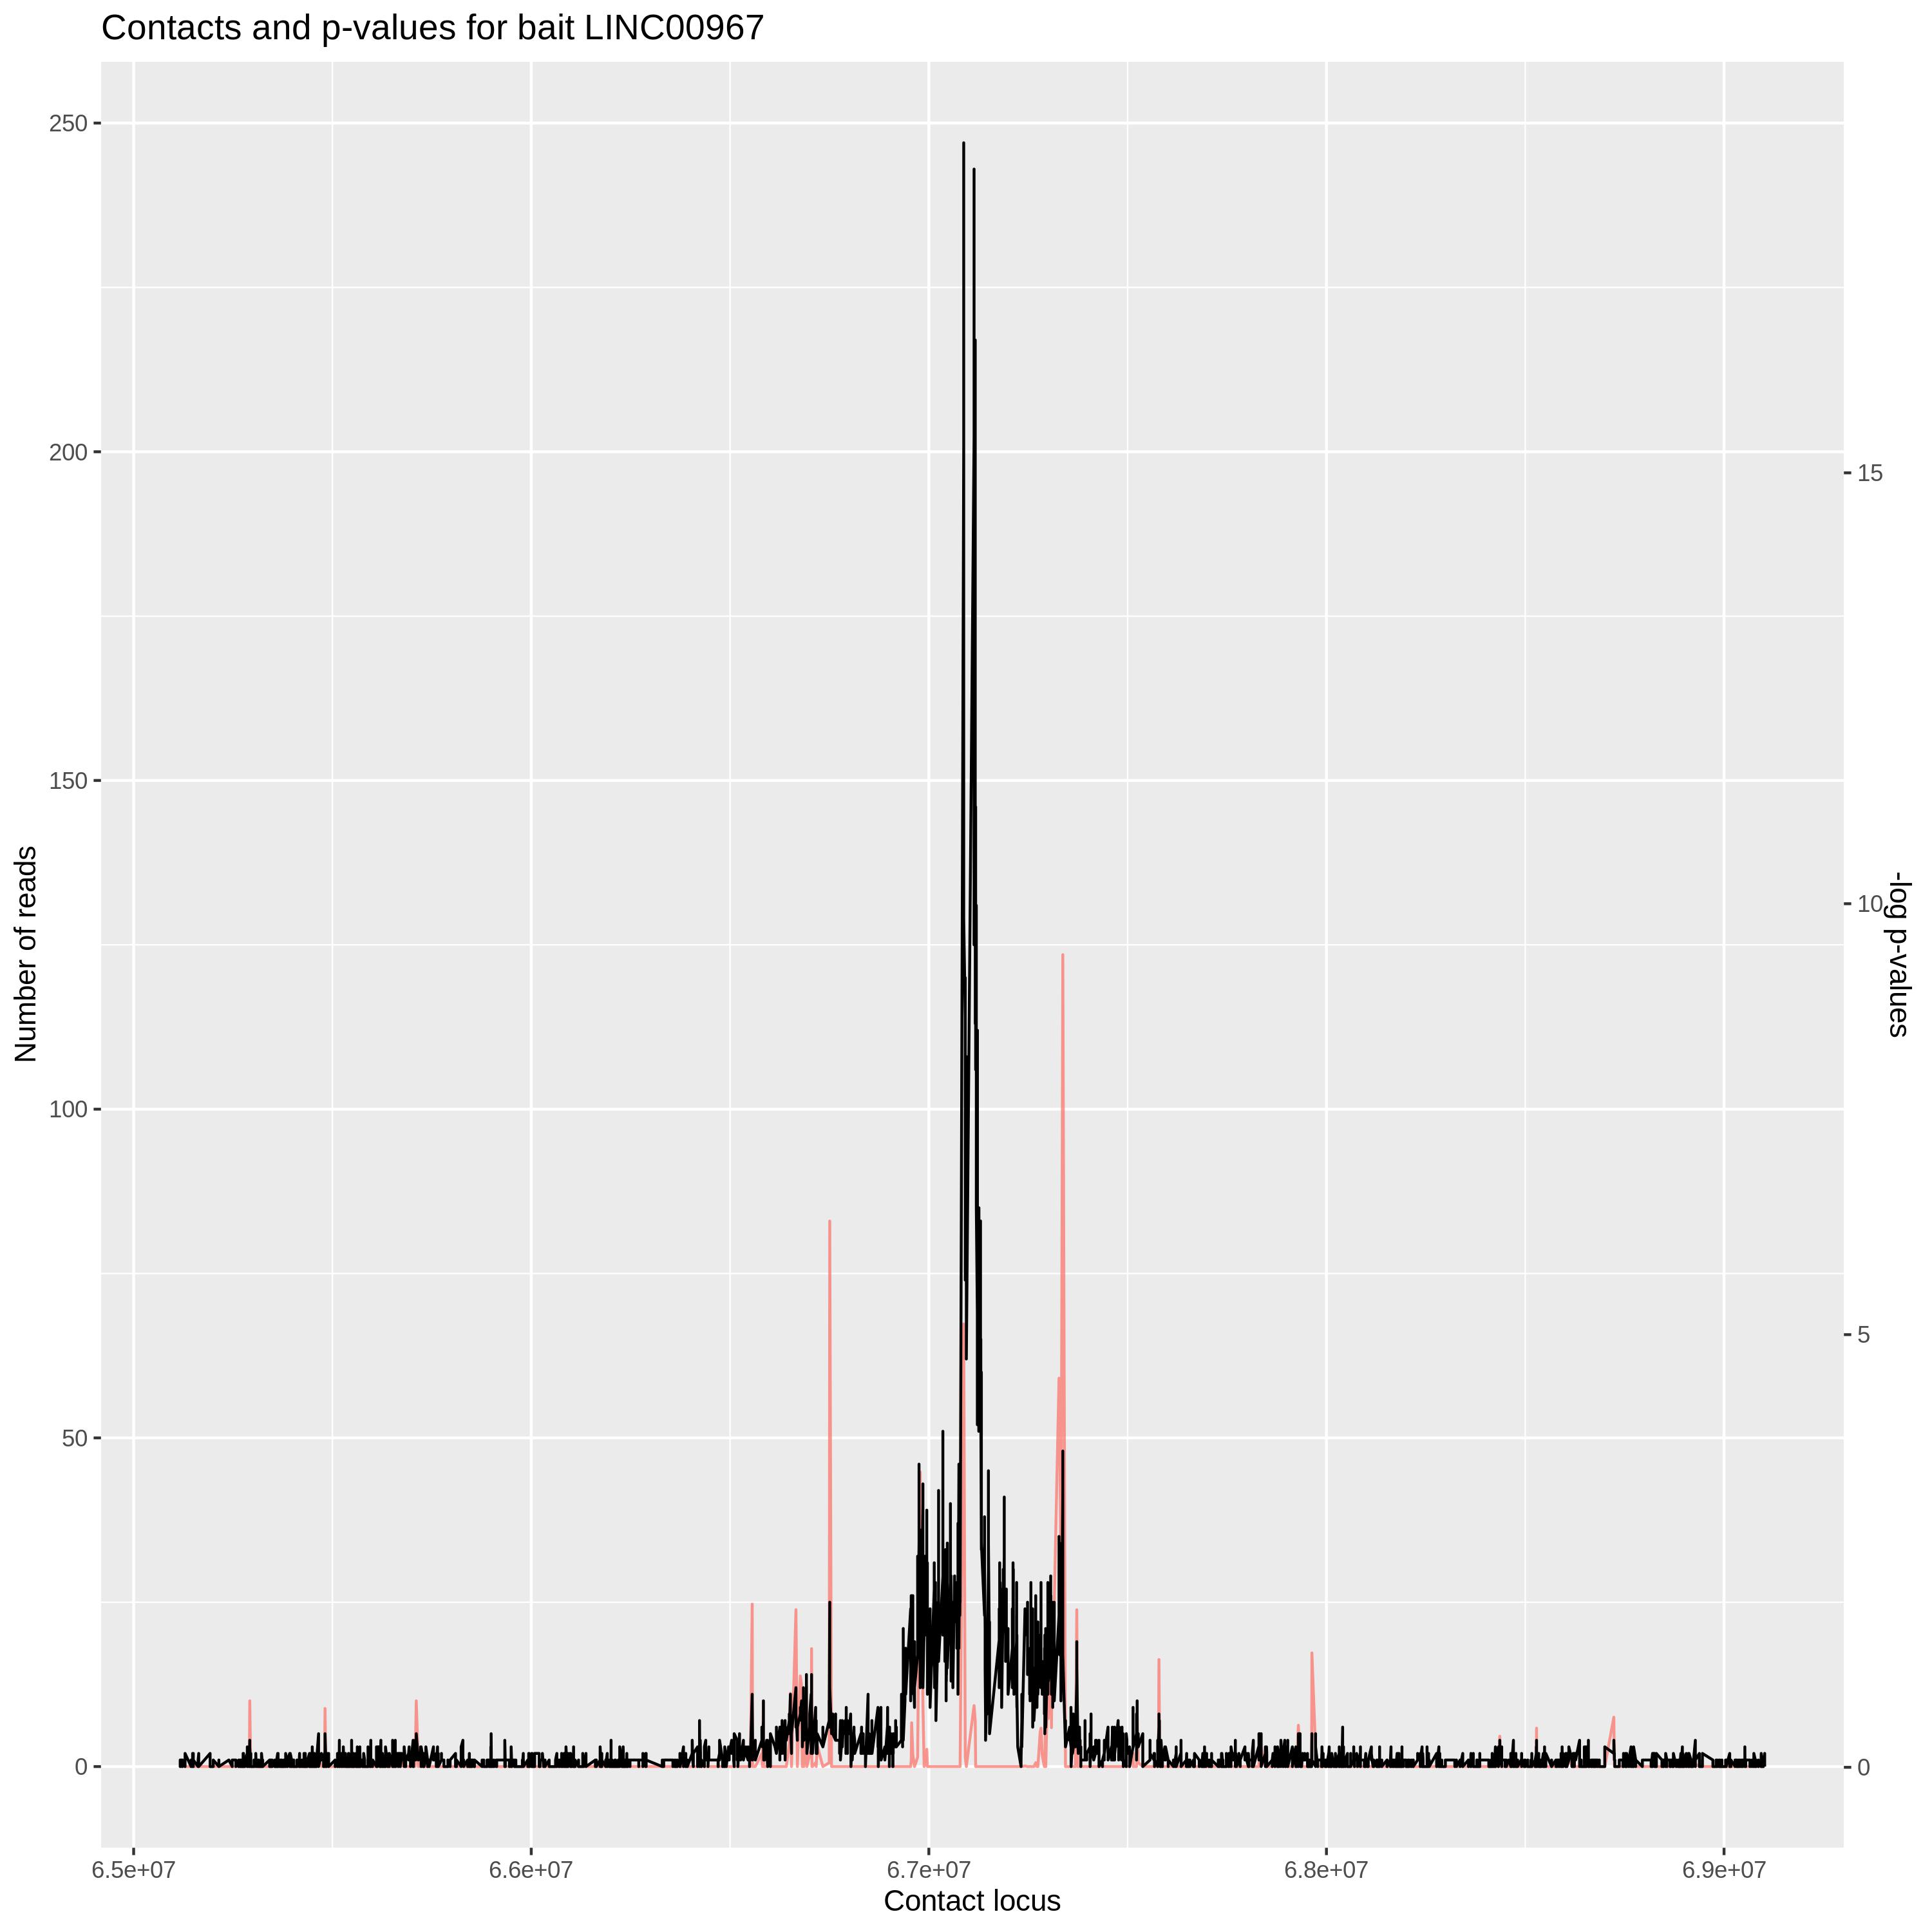 Contacts and p-values for bait LINC00967
250
200
150
100
50
0
Number of reads
15
10
5
0
-log p-values
6.5e+07
6.6e+07
6.7e+07
6.8e+07
6.9e+07
Contact locus